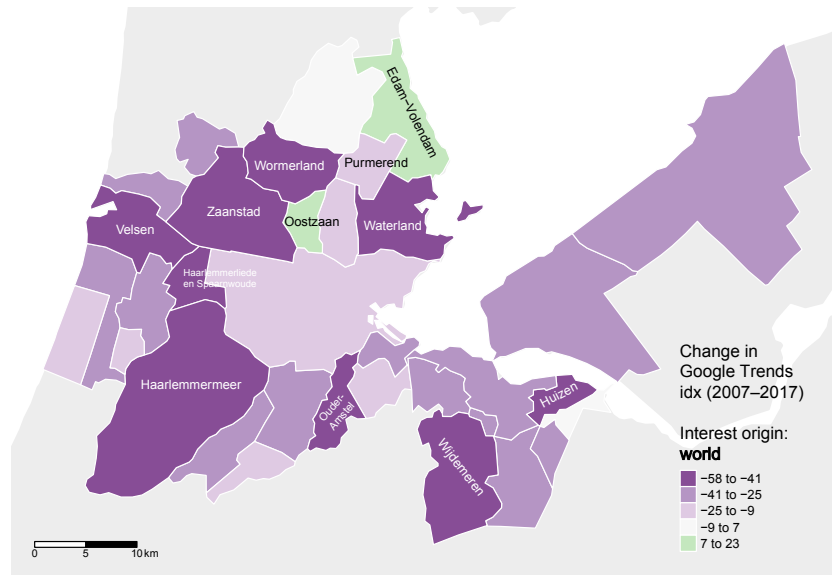 Edam−Volendam
Wormerland
Purmerend
Zaanstad
Oostzaan
Waterland
Velsen
Haarlemmerliede
en Spaarnwoude
Haarlemmermeer
Ouder-
Amstel
Huizen
Wijdemeren
Change in
Google Trends
idx (2007–2017)
Interest origin:
world
−58 to −41
−41 to −25
−25 to −9
−9 to 7
7 to 23
0 5 10 km